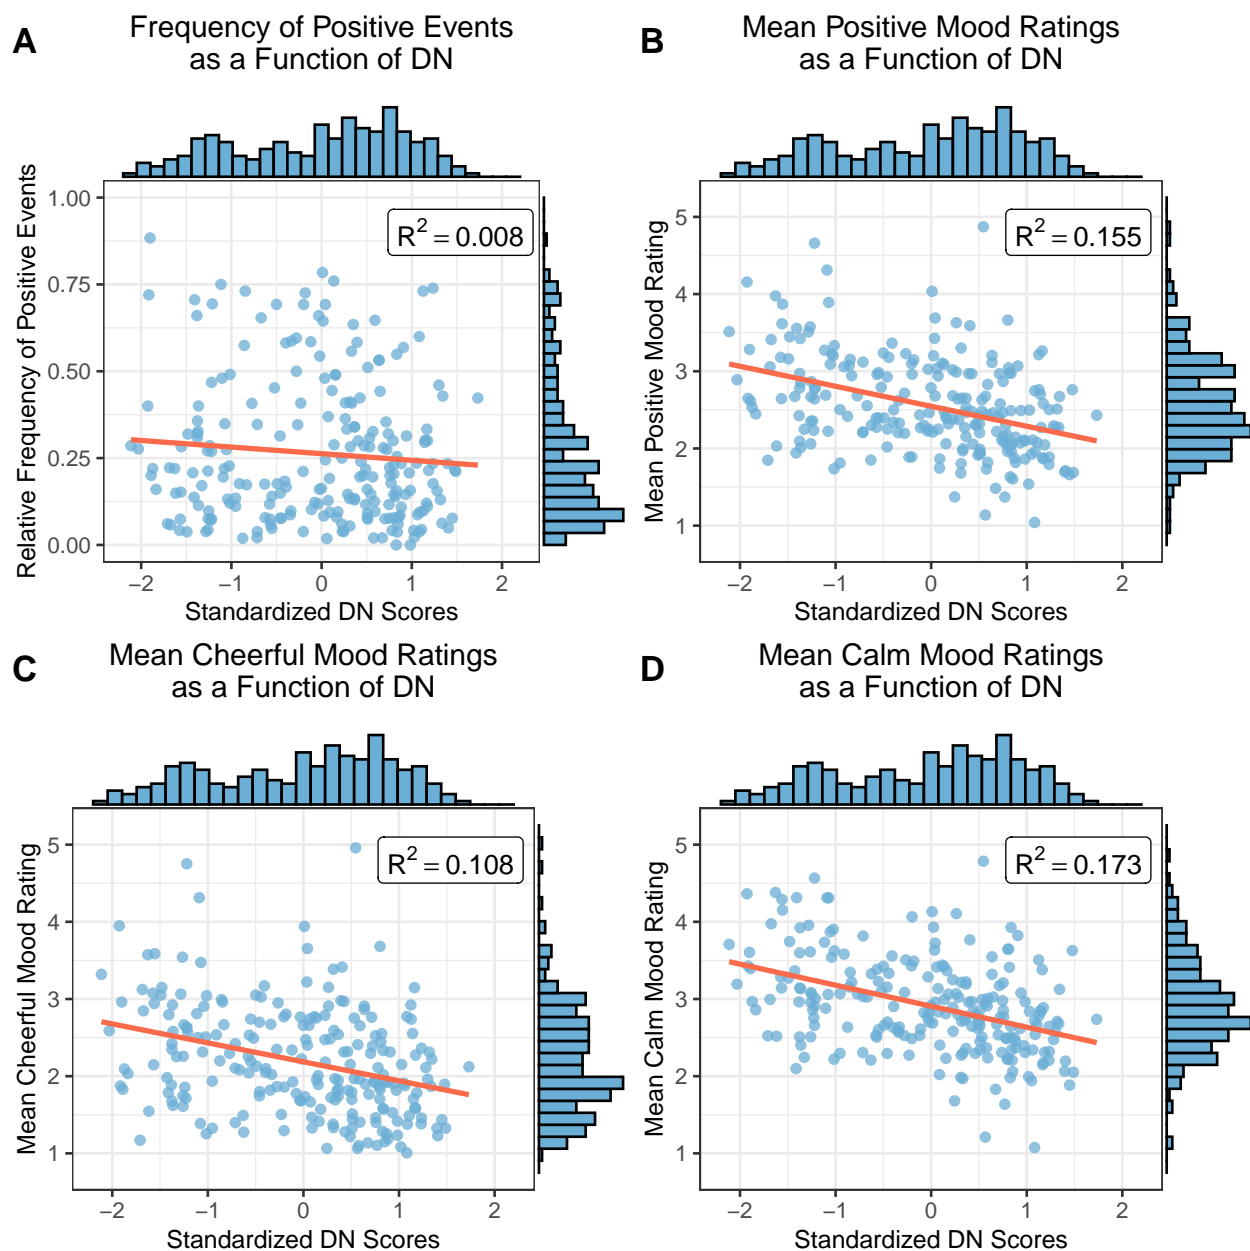 A
Frequency of Positive Events
as a Function of DN
R² = 0.008
Relative Frequency of Positive Events
1.00
0.75
0.50
0.25
0.00
−2 −1 0 1 2
Standardized DN Scores
B
Mean Positive Mood Ratings
as a Function of DN
R² = 0.155
Mean Positive Mood Rating
5
4
3
2
1
−2 −1 0 1 2
Standardized DN Scores
C
Mean Cheerful Mood Ratings
as a Function of DN
R² = 0.108
Mean Cheerful Mood Rating
5
4
3
2
1
−2 −1 0 1 2
Standardized DN Scores
D
Mean Calm Mood Ratings
as a Function of DN
R² = 0.173
Mean Calm Mood Rating
5
4
3
2
1
−2 −1 0 1 2
Standardized DN Scores